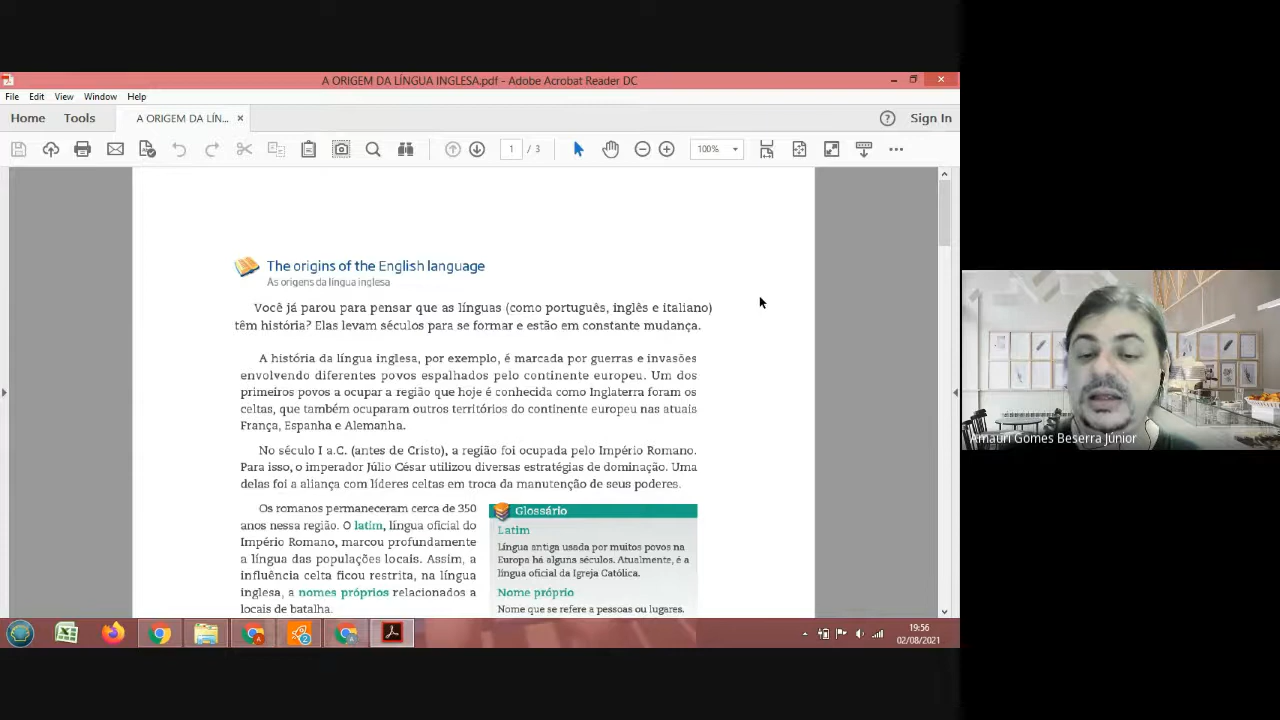 A ORIGEM DA LÍNGUA INGLESA.pdf - Adobe Acrobat Reader DC
File Edit View Window Help
Home Tools A ORIGEM DA LÍN... × Sign In
1 / 3 100%
The origins of the English language
As origens da língua inglesa
Você já parou para pensar que as línguas (como português, inglês e italiano)
têm história? Elas levam séculos para se formar e estão em constante mudança.
A história da língua inglesa, por exemplo, é marcada por guerras e invasões
envolvendo diferentes povos espalhados pelo continente europeu. Um dos
primeiros povos a ocupar a região que hoje é conhecida como Inglaterra foram os
celtas, que também ocuparam outros territórios do continente europeu nas atuais
França, Espanha e Alemanha.
No século I a.C. (antes de Cristo), a região foi ocupada pelo Império Romano.
Para isso, o imperador Júlio César utilizou diversas estratégias de dominação. Uma
delas foi a aliança com líderes celtas em troca da manutenção de seus poderes.
Os romanos permaneceram cerca de 350
anos nessa região. O latim, língua oficial do
Império Romano, marcou profundamente
a língua das populações locais. Assim, a
influência celta ficou restrita, na língua
inglesa, a nomes próprios relacionados a
locais de batalha.
Glossário
Latim
Língua antiga usada por muitos povos na
Europa há alguns séculos. Atualmente, é a
língua oficial da Igreja Católica.
Nome próprio
Nome que se refere a pessoas ou lugares.
Amauri Gomes Beserra Júnior
19:56
02/08/2021